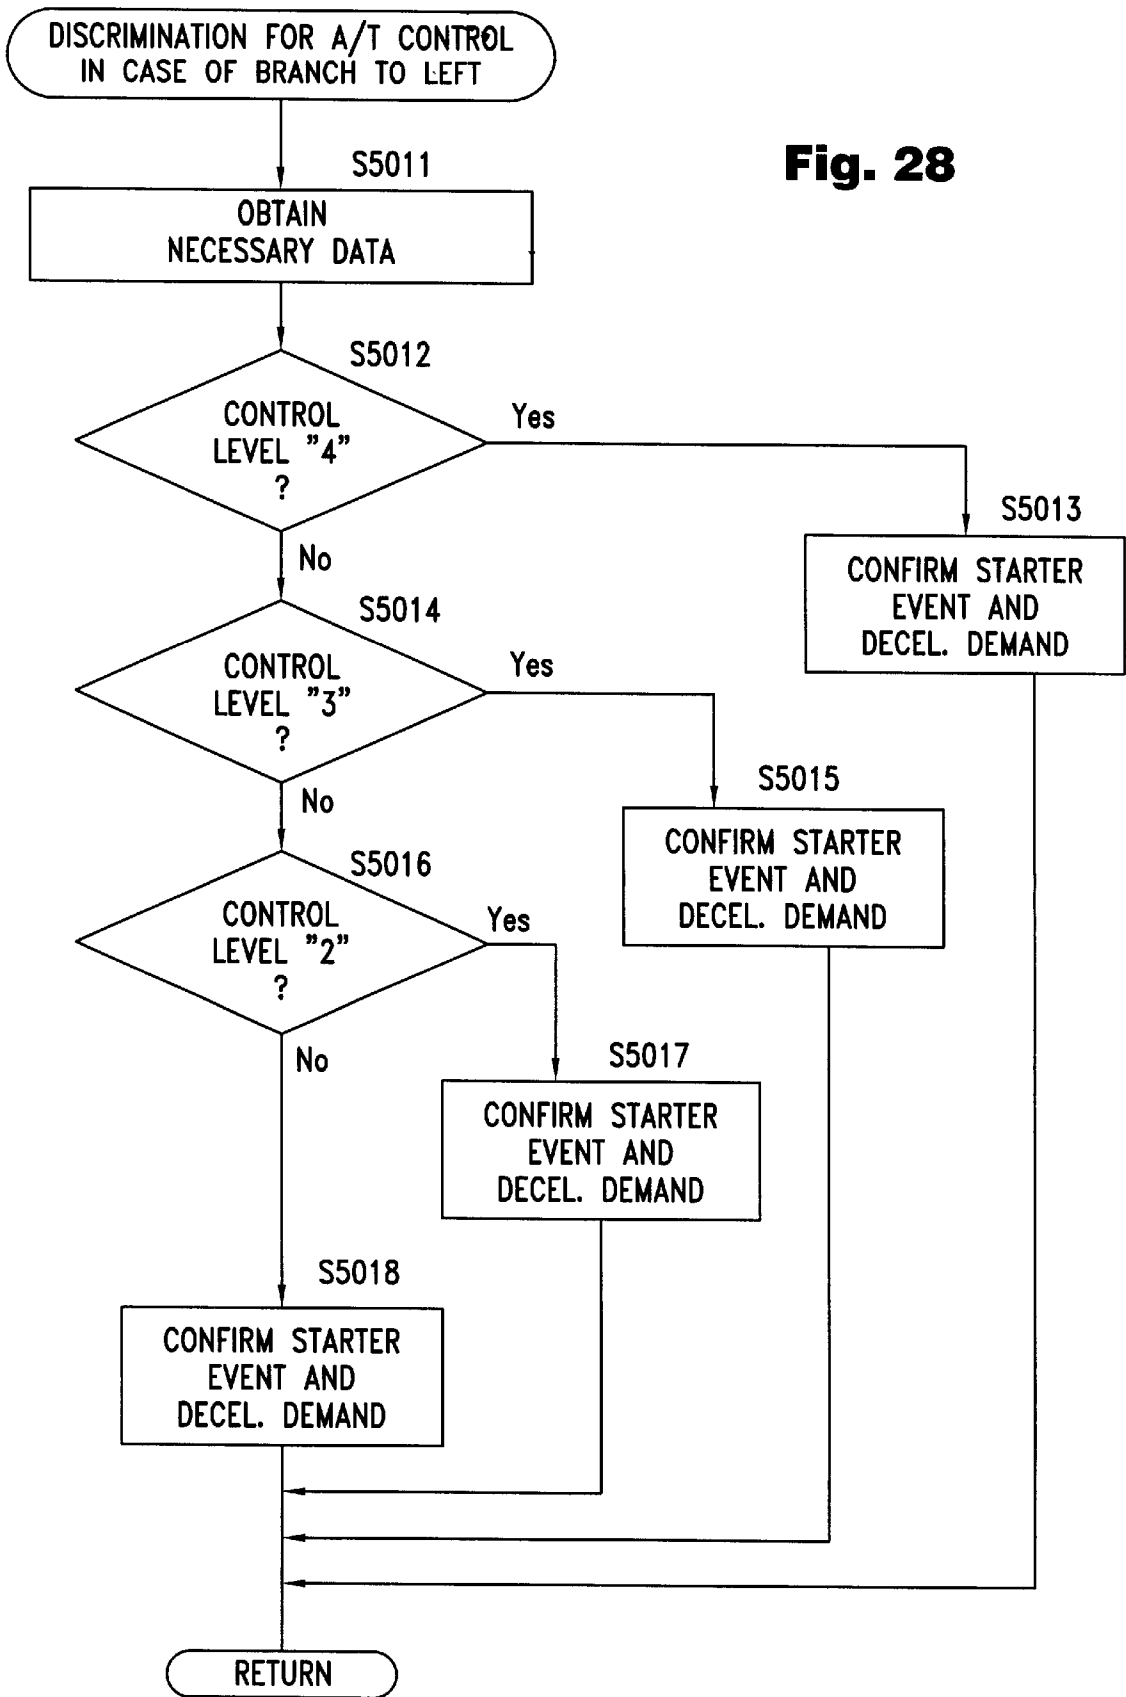 DISCRIMINATION FOR A/T CONTROL
IN CASE OF BRANCH TO LEFT
Fig. 28
S5011
OBTAIN
NECESSARY DATA
S5012
CONTROL
LEVEL "4"
?
Yes
No
S5013
CONFIRM STARTER
EVENT AND
DECEL. DEMAND
S5014
CONTROL
LEVEL "3"
?
Yes
No
S5015
CONFIRM STARTER
EVENT AND
DECEL. DEMAND
S5016
CONTROL
LEVEL "2"
?
Yes
No
S5017
CONFIRM STARTER
EVENT AND
DECEL. DEMAND
S5018
CONFIRM STARTER
EVENT AND
DECEL. DEMAND
RETURN